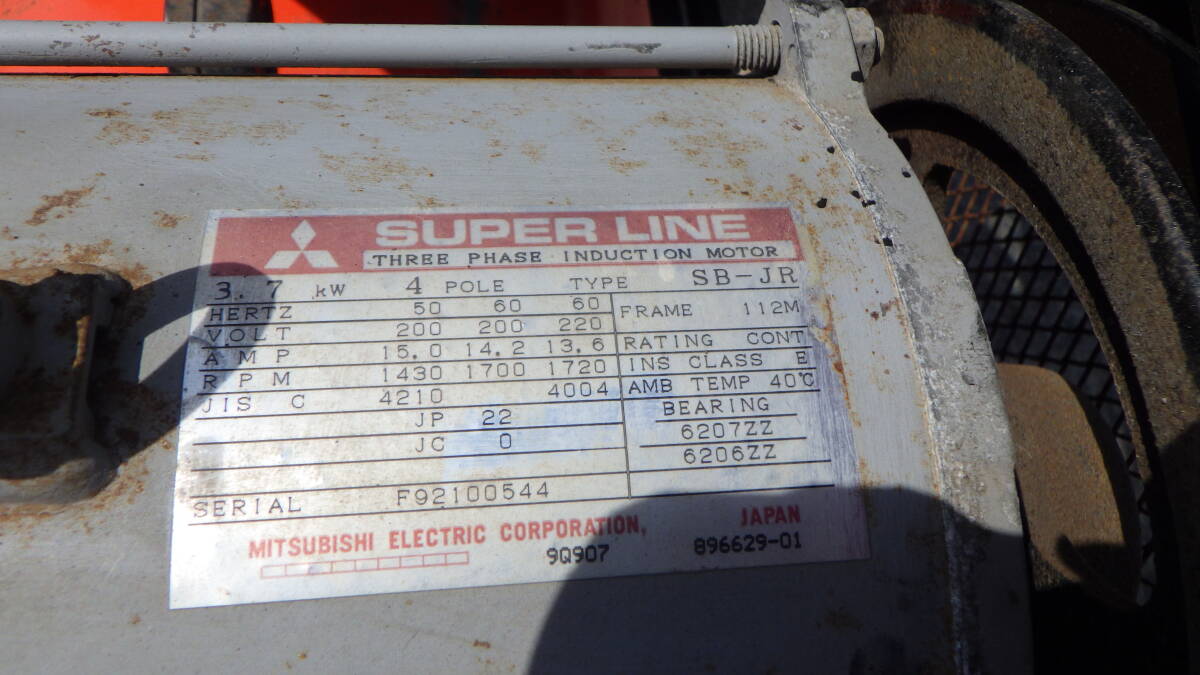 SUPER LINE
THREE PHASE INDUCTION MOTOR
3.7 kW 4 POLE TYPE SB-JR
HERTZ 50 60 60 FRAME 112M
VOLT 200 200 220
AMP 15.0 14.2 13.6 RATING CONT
RPM 1430 1700 1720 INS CLASS E
JIS C 4210 4004 AMB TEMP 40℃
JP 22 BEARING
JC 0 6207ZZ
6206ZZ
SERIAL F92100544
MITSUBISHI ELECTRIC CORPORATION, JAPAN
9Q907 896629-01